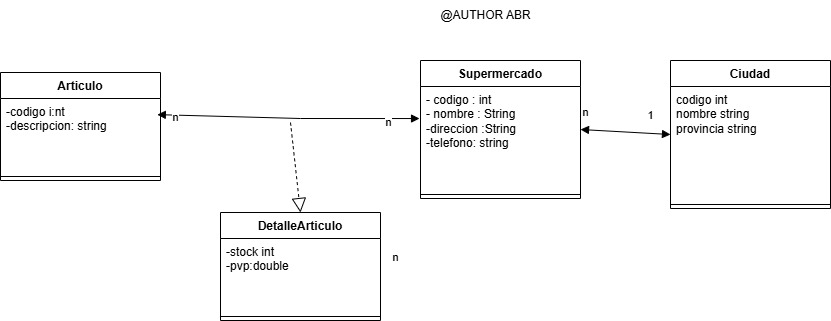 @AUTHOR ABR
Articulo
-codigo i:nt
-descripcion: string
n
n
Supermercado
- codigo : int
- nombre : String
-direccion :String
-telefono: string
n
1
Ciudad
codigo int
nombre string
provincia string
DetalleArticulo
-stock int
-pvp:double
n